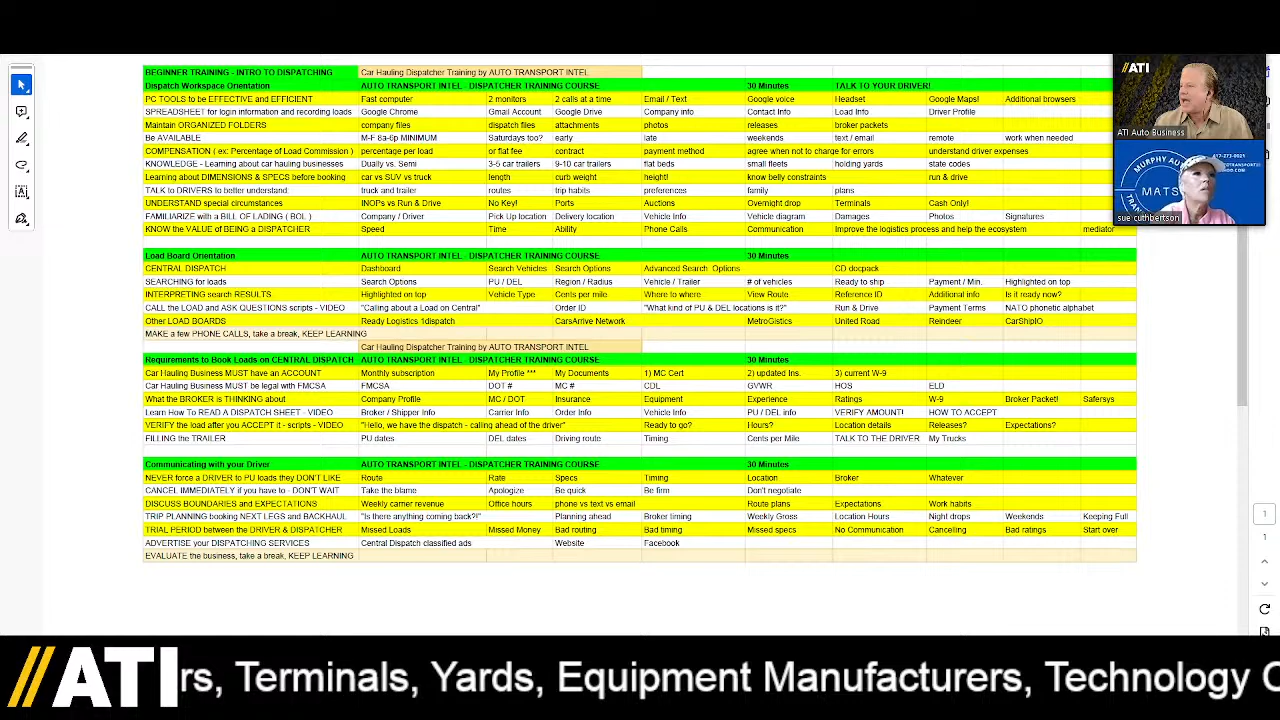 BEGINNER TRAINING - INTRO TO DISPATCHING Car Hauling Dispatcher Training by AUTO TRANSPORT INTEL
Dispatch Workspace Orientation AUTO TRANSPORT INTEL - DISPATCHER TRAINING COURSE 30 Minutes TALK TO YOUR DRIVER!
PC TOOLS to be EFFECTIVE and EFFICIENT Fast computer 2 monitors 2 calls at a time Email / Text Google voice Headset Google Maps! Additional browsers
SPREADSHEET for login information and recording loads Google Chrome Gmail Account Google Drive Company info Contact Info Load Info Driver Profile
Maintain ORGANIZED FOLDERS company files dispatch files attachments photos releases broker packets
Be AVAILABLE M-F 8a-6p MINIMUM Saturdays too? early late weekends text / email remote work when needed
COMPENSATION ( ex: Percentage of Load Commission ) percentage per load or flat fee contract payment method agree when not to charge for errors understand driver expenses
KNOWLEDGE - Learning about car hauling businesses Dually vs. Semi 3-5 car trailers 9-10 car trailers flat beds small fleets holding yards state codes
Learning about DIMENSIONS & SPECS before booking car vs SUV vs truck length curb weight height! know belly constraints run & drive
TALK to DRIVERS to better understand: truck and trailer routes trip habits preferences family plans
UNDERSTAND special circumstances INOPs vs Run & Drive No Key! Ports Auctions Overnight drop Terminals Cash Only!
FAMILIARIZE with a BILL OF LADING ( BOL ) Company / Driver Pick Up location Delivery location Vehicle Info Vehicle diagram Damages Photos Signatures
KNOW the VALUE of BEING a DISPATCHER Speed Time Ability Phone Calls Communication Improve the logistics process and help the ecosystem mediator
Load Board Orientation AUTO TRANSPORT INTEL - DISPATCHER TRAINING COURSE 30 Minutes
CENTRAL DISPATCH Dashboard Search Vehicles Search Options Advanced Search Options CD docpack
SEARCHING for loads Search Options PU / DEL Region / Radius Vehicle / Trailer # of vehicles Ready to ship Payment / Min. Highlighted on top
INTERPRETING search RESULTS Highlighted on top Vehicle Type Cents per mile Where to where View Route Reference ID Additional info Is it ready now?
CALL the LOAD and ASK QUESTIONS scripts - VIDEO "Calling about a Load on Central" Order ID "What kind of PU & DEL locations is it?" Run & Drive Payment Terms NATO phonetic alphabet
Other LOAD BOARDS Ready Logistics 1dispatch CarsArrive Network MetroGistics United Road Reindeer CarShipIO
MAKE a few PHONE CALLS, take a break, KEEP LEARNING
Car Hauling Dispatcher Training by AUTO TRANSPORT INTEL
Requirements to Book Loads on CENTRAL DISPATCH AUTO TRANSPORT INTEL - DISPATCHER TRAINING COURSE 30 Minutes
Car Hauling Business MUST have an ACCOUNT Monthly subscription My Profile *** My Documents 1) MC Cert 2) updated Ins. 3) current W-9
Car Hauling Business MUST be legal with FMCSA FMCSA DOT # MC # CDL GVWR HOS ELD
What the BROKER is THINKING about Company Profile MC / DOT Insurance Equipment Experience Ratings W-9 Broker Packet! Safersys
Learn How To READ A DISPATCH SHEET - VIDEO Broker / Shipper Info Carrier Info Order Info Vehicle Info PU / DEL info VERIFY AMOUNT! HOW TO ACCEPT
VERIFY the load after you ACCEPT it - scripts - VIDEO "Hello, we have the dispatch - calling ahead of the driver" Ready to go? Hours? Location details Releases? Expectations?
FILLING the TRAILER PU dates DEL dates Driving route Timing Cents per Mile TALK TO THE DRIVER My Trucks
Communicating with your Driver AUTO TRANSPORT INTEL - DISPATCHER TRAINING COURSE 30 Minutes
NEVER force a DRIVER to PU loads they DON'T LIKE Route Rate Specs Timing Location Broker Whatever
CANCEL IMMEDIATELY if you have to - DON'T WAIT Take the blame Apologize Be quick Be firm Don't negotiate
DISCUSS BOUNDARIES and EXPECTATIONS Weekly carrier revenue Office hours phone vs text vs email Route plans Expectations Work habits
TRIP PLANNING booking NEXT LEGS and BACKHAUL "Is there anything coming back?!" Planning ahead Broker timing Weekly Gross Location Hours Night drops Weekends Keeping Full
TRIAL PERIOD between the DRIVER & DISPATCHER Missed Loads Missed Money Bad routing Bad timing Missed specs No Communication Cancelling Bad ratings Start over
ADVERTISE your DISPATCHING SERVICES Central Dispatch classified ads Website Facebook
EVALUATE the business, take a break, KEEP LEARNING
//ATI
ATI Auto Business
MURPHY AU
MATS
sue cuthbertson
1
1
//ATI rs, Terminals, Yards, Equipment Manufacturers, Technology C